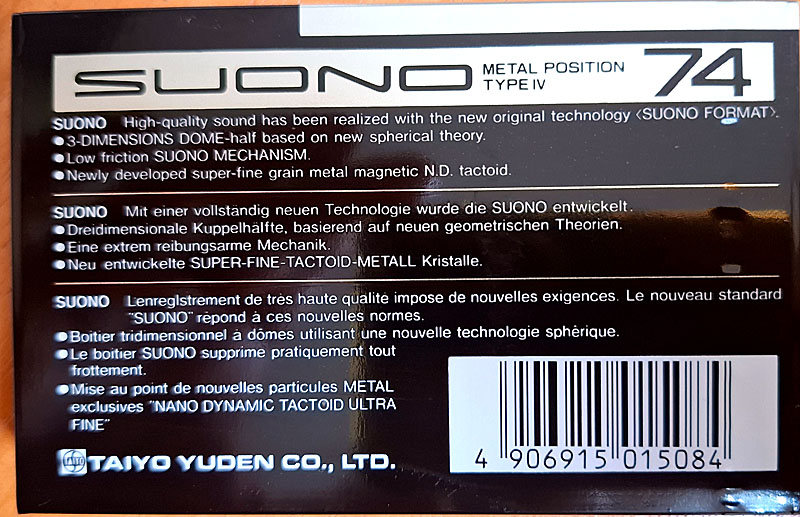 SUONO METAL POSITION TYPE IV 74
SUONO High-quality sound has been realized with the new original technology <SUONO FORMAT>.
●3-DIMENSIONS DOME-half based on new spherical theory.
●Low friction SUONO MECHANISM.
●Newly developed super-fine grain metal magnetic N.D. tactoid.
SUONO Mit einer vollständig neuen Technologie wurde die SUONO entwickelt.
●Dreidimensionale Kuppelhälfte, basierend auf neuen geometrischen Theorien.
●Eine extrem reibungsarme Mechanik.
●Neu entwickelte SUPER-FINE-TACTOID-METALL Kristalle.
SUONO Lenregistrement de très haute qualité impose de nouvelles exigences. Le nouveau standard
"SUONO" rèpond à ces nouvelles normes.
●Boitier tridimensionnel à dômes utilisant une nouvelle technologie sphèrique.
●Le boitier SUONO supprime pratiquement tout
frottement.
●Mise au point de nouvelles particules METAL
exclusives "NANO DYNAMIC TACTOID ULTRA
FINE"
TAIYO TAIYO YUDEN CO., LTD.
4 906915 015084